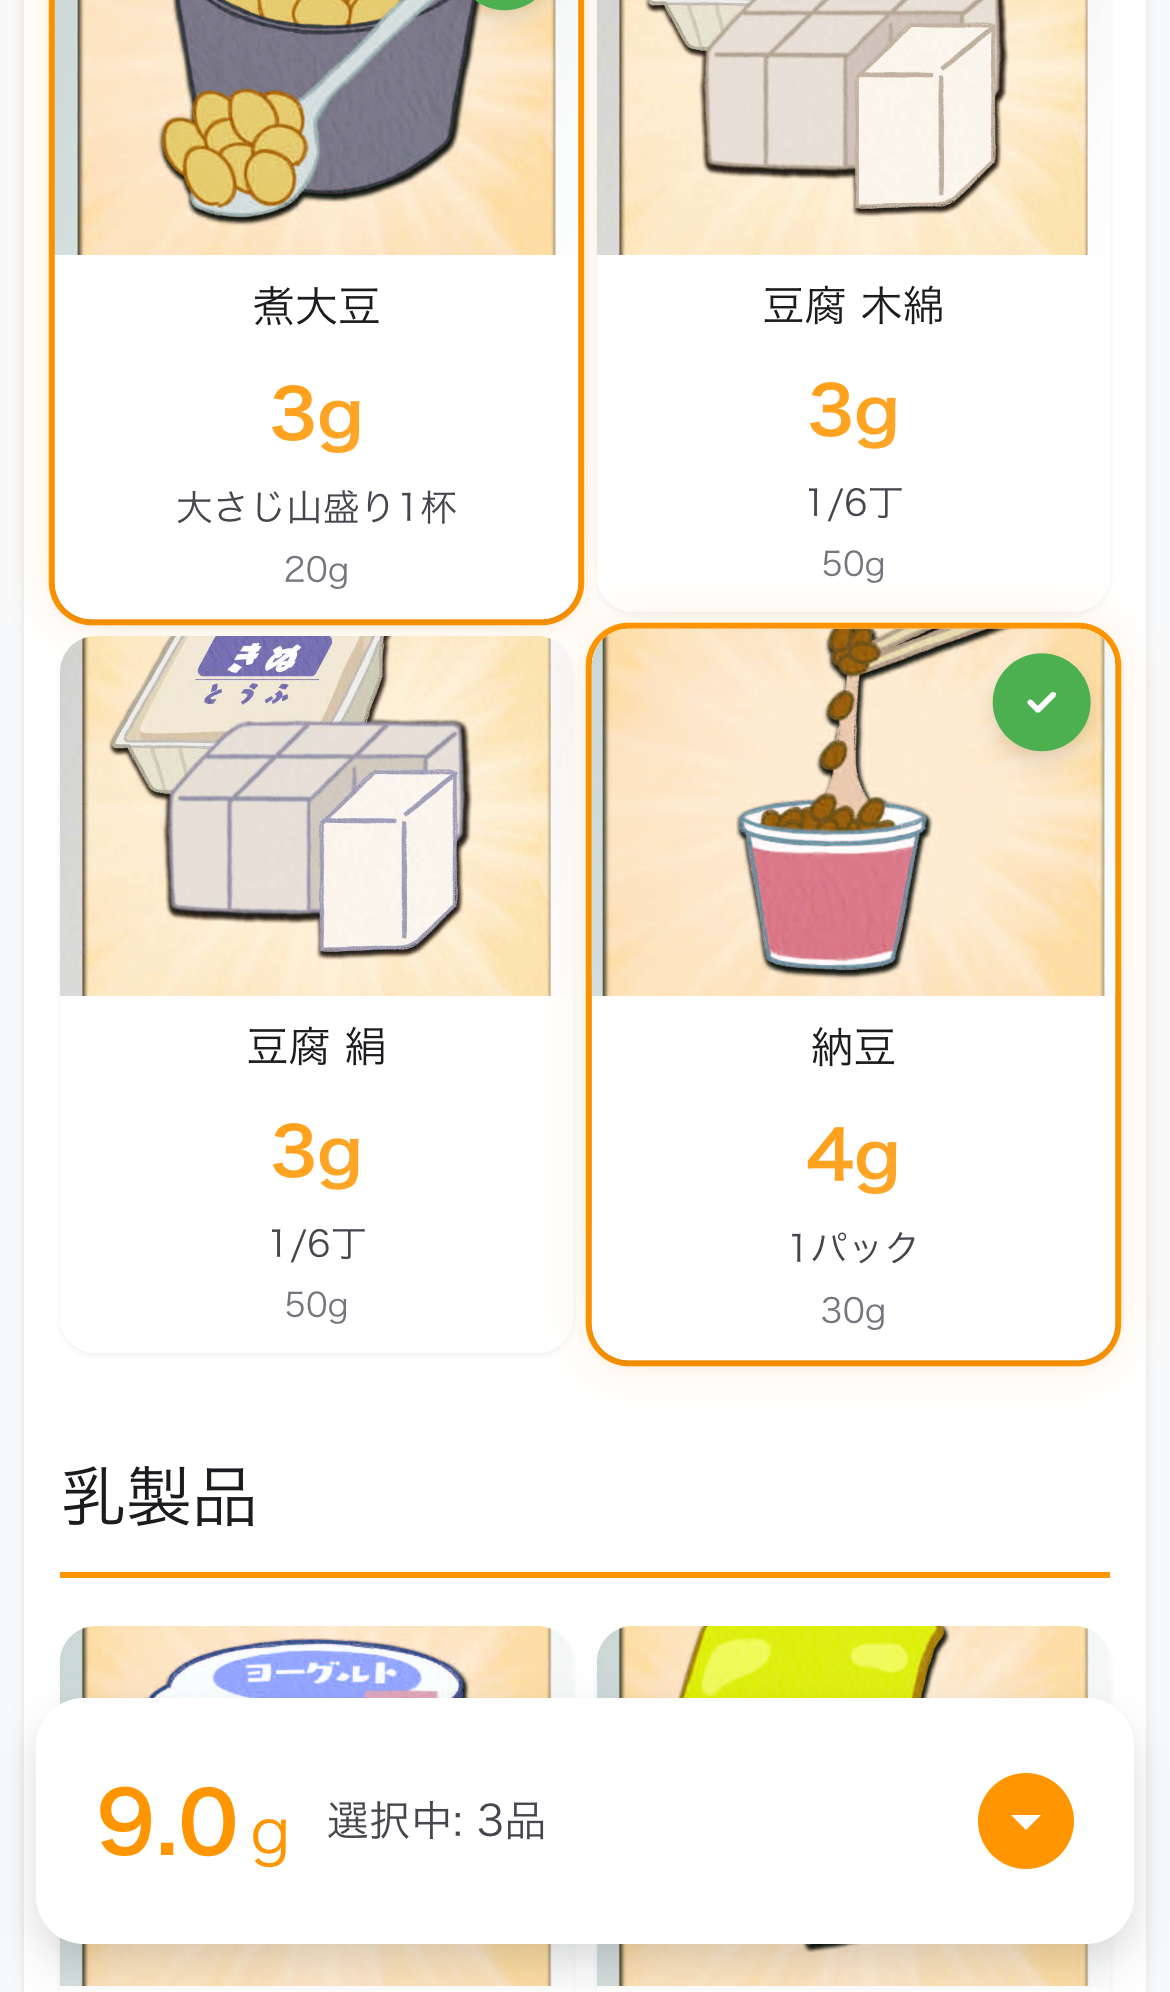 煮大豆
3g
大さじ山盛り1杯
20g
豆腐 木綿
3g
1/6丁
50g
きぬ
とうふ
豆腐 絹
3g
1/6丁
50g
納豆
4g
1パック
30g
乳製品
ヨーグルト
9.0 g 選択中: 3品